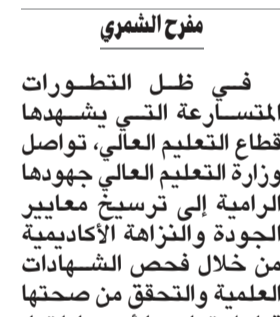 مفرح الشمري
في ظل التطورات
المتسارعة التي يشهدها
قطاع التعليم العالي، تواصل
وزارة التعليم العالي جهودها
الرامية إلى ترسيخ معايير
الجودة والنزاهة الأكاديمية
من خلال فحص الشهادات
العلمية والتحقق من صحتها